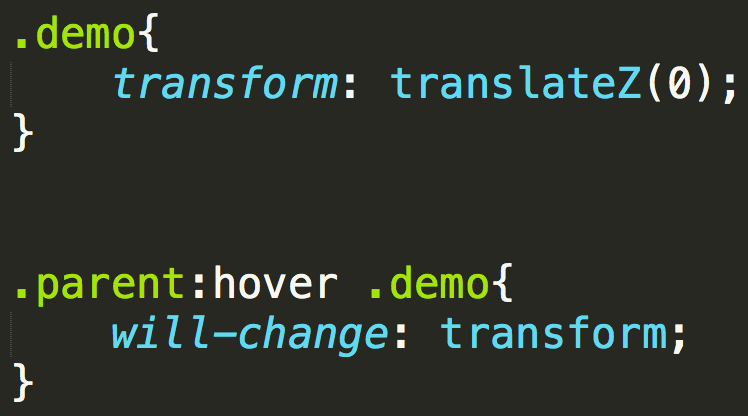 .demo{
    transform: translateZ(0);
}
.parent:hover .demo{
    will-change: transform;
}